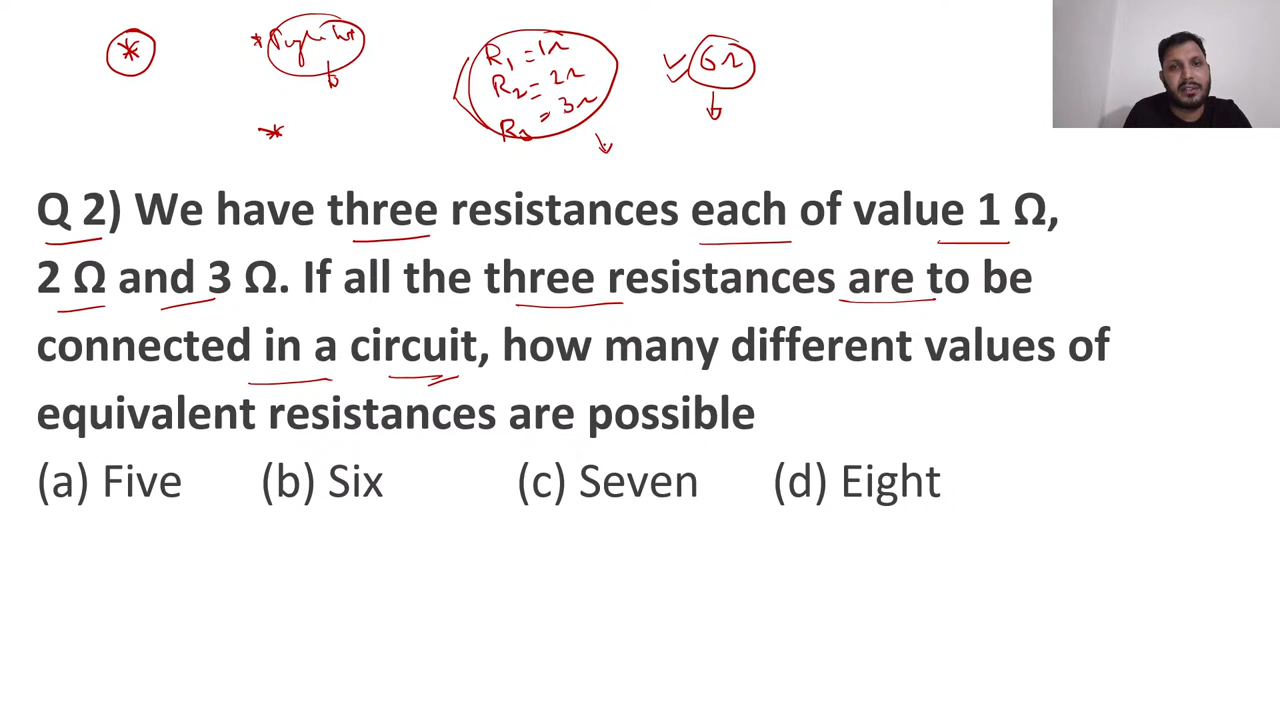 *
*
R1 = 1Ω
R2 = 2Ω
R3 = 3Ω
6Ω
*
Q 2) We have three resistances each of value 1 Ω,
2 Ω and 3 Ω. If all the three resistances are to be
connected in a circuit, how many different values of
equivalent resistances are possible
(a) Five (b) Six (c) Seven (d) Eight